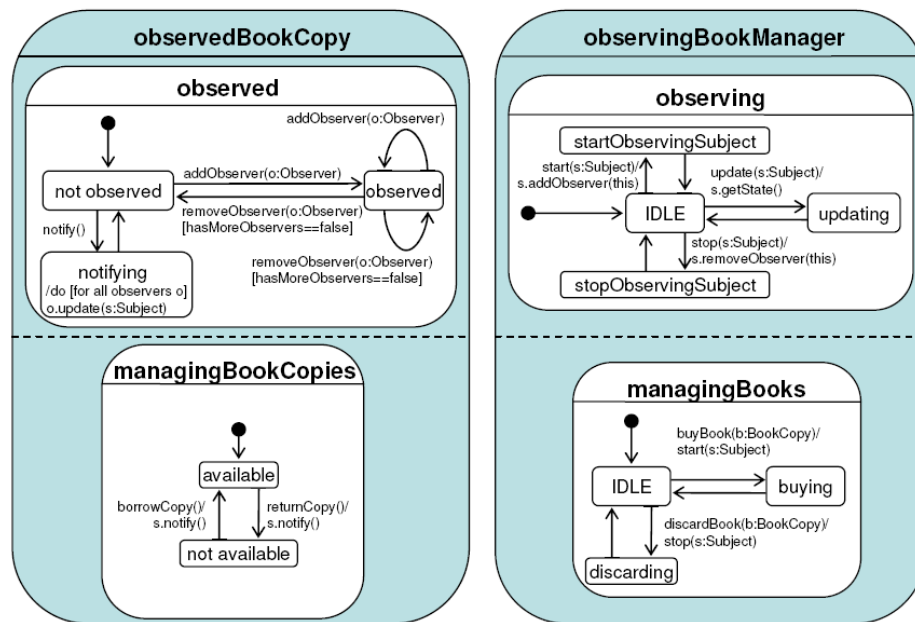 observedBookCopy
observed
addObserver(o:Observer)
not observed
addObserver(o:Observer)
observed
removeObserver(o:Observer)
[hasMoreObservers==false]
notify()
notifying
/do [for all observers o]
o.update(s:Subject)
removeObserver(o:Observer)
[hasMoreObservers==false]
managingBookCopies
available
borrowCopy()/
s.notify()
returnCopy()/
s.notify()
not available
observingBookManager
observing
startObservingSubject
start(s:Subject)/
s.addObserver(this)
update(s:Subject)/
s.getState()
IDLE
updating
stop(s:Subject)/
s.removeObserver(this)
stopObservingSubject
managingBooks
buyBook(b:BookCopy)/
start(s:Subject)
IDLE
buying
discardBook(b:BookCopy)/
stop(s:Subject)
discarding